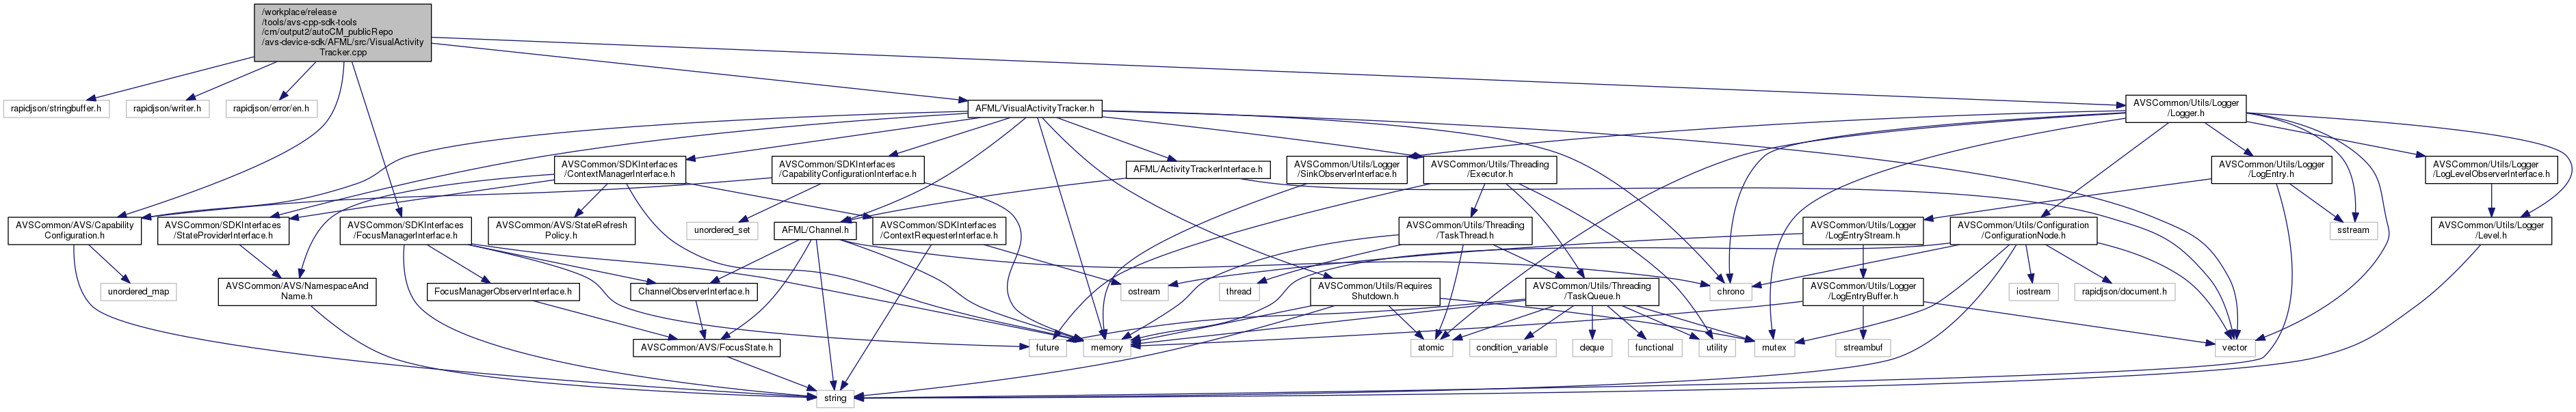 /workplace/release
/tools/avs-cpp-sdk-tools
/cm/output2/autoCM_publicRepo
/avs-device-sdk/AFML/src/VisualActivity
Tracker.cpp
rapidjson/stringbuffer.h
rapidjson/writer.h
rapidjson/error/en.h
AFML/VisualActivityTracker.h
AVSCommon/Utils/Logger
/Logger.h
AVSCommon/SDKInterfaces
/ContextManagerInterface.h
AVSCommon/SDKInterfaces
/CapabilityConfigurationInterface.h
AFML/ActivityTrackerInterface.h
AVSCommon/Utils/Logger
/SinkObserverInterface.h
AVSCommon/Utils/Threading
/Executor.h
AVSCommon/Utils/Logger
/LogEntry.h
AVSCommon/Utils/Logger
/LogLevelObserverInterface.h
AVSCommon/AVS/Capability
Configuration.h
AVSCommon/SDKInterfaces
/StateProviderInterface.h
AVSCommon/SDKInterfaces
/FocusManagerInterface.h
AVSCommon/AVS/StateRefresh
Policy.h
unordered_set
AFML/Channel.h
AVSCommon/SDKInterfaces
/ContextRequesterInterface.h
AVSCommon/Utils/Threading
/TaskThread.h
AVSCommon/Utils/Logger
/LogEntryStream.h
AVSCommon/Utils/Configuration
/ConfigurationNode.h
sstream
AVSCommon/Utils/Logger
/Level.h
unordered_map
AVSCommon/AVS/NamespaceAnd
Name.h
FocusManagerObserverInterface.h
ChannelObserverInterface.h
ostream
thread
AVSCommon/Utils/Requires
Shutdown.h
AVSCommon/Utils/Threading
/TaskQueue.h
chrono
AVSCommon/Utils/Logger
/LogEntryBuffer.h
iostream
rapidjson/document.h
AVSCommon/AVS/FocusState.h
future
memory
atomic
condition_variable
deque
functional
utility
mutex
streambuf
vector
string